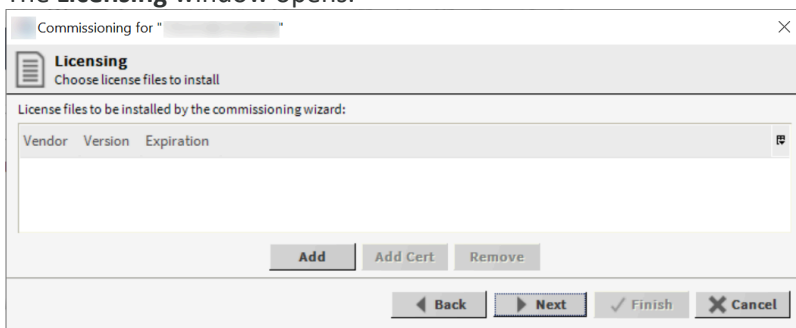 The Licensing window opens.
Commissioning for " "
Licensing
Choose license files to install
License files to be installed by the commissioning wizard:
Vendor Version Expiration
Add Add Cert Remove
Back Next Finish Cancel